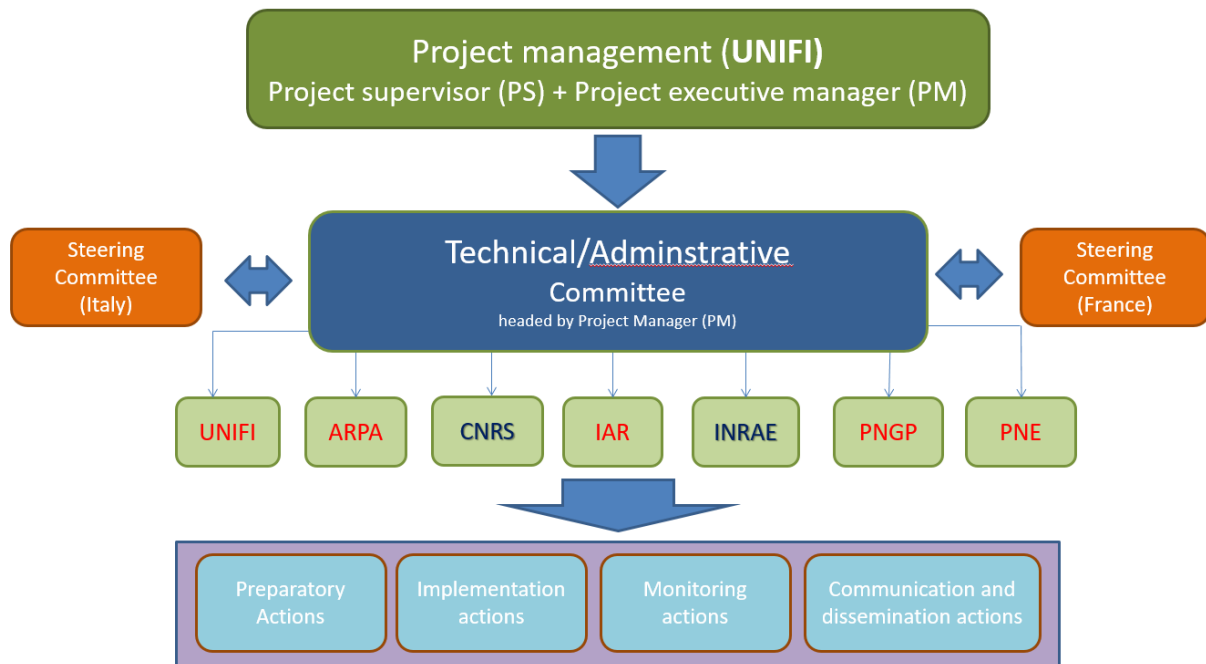 Project management (UNIFI)
Project supervisor (PS) + Project executive manager (PM)
Steering
Committee
(Italy)
Technical/Adminstrative
Committee
headed by Project Manager (PM)
Steering
Committee
(France)
UNIFI
ARPA
CNRS
IAR
INRAE
PNGP
PNE
Preparatory
Actions
Implementation
actions
Monitoring
actions
Communication and
dissemination actions